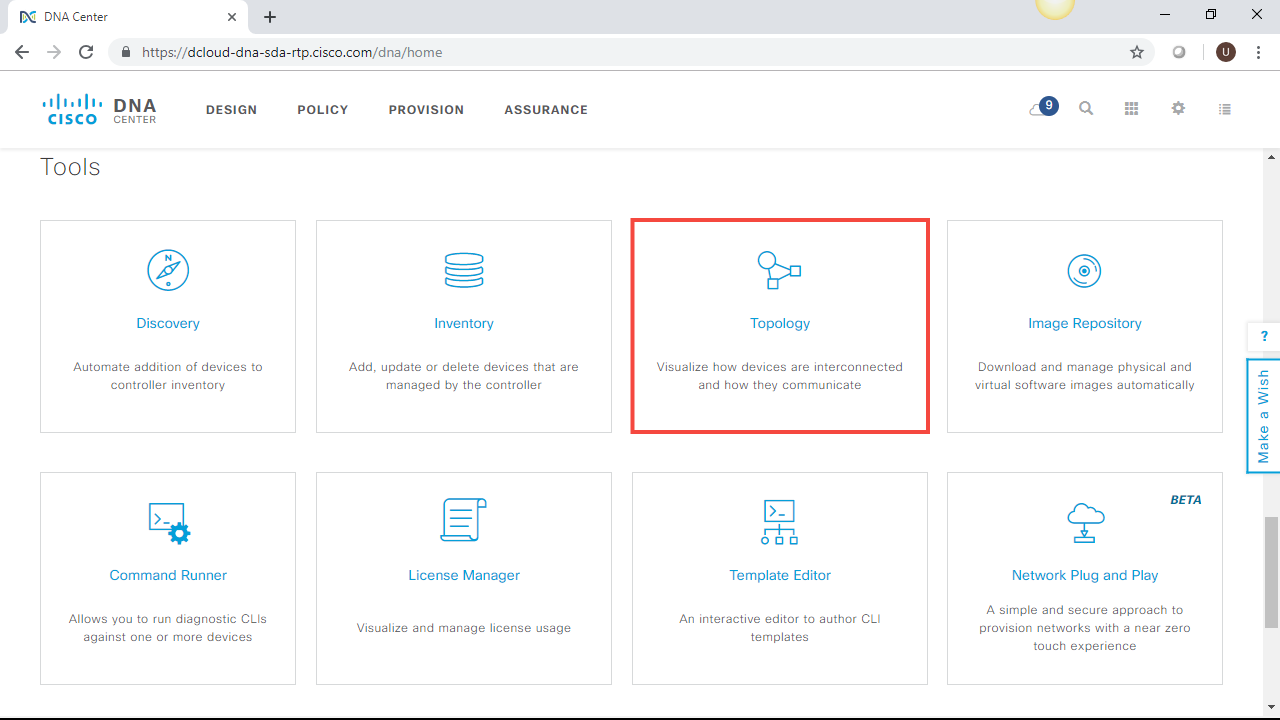 DNA Center
https://dcloud-dna-sda-rtp.cisco.com/dna/home
U
CISCO
DNA
CENTER
DESIGN
POLICY
PROVISION
ASSURANCE
9
Tools
N
Discovery
Automate addition of devices to
controller inventory
Inventory
Add, update or delete devices that are
managed by the controller
Topology
Visualize how devices are interconnected
and how they communicate
Image Repository
Download and manage physical and
virtual software images automatically
?
Make a Wish
Command Runner
Allows you to run diagnostic CLIs
against one or more devices
License Manager
Visualize and manage license usage
Template Editor
An interactive editor to author CLI
templates
BETA
Network Plug and Play
A simple and secure approach to
provision networks with a near zero
touch experience